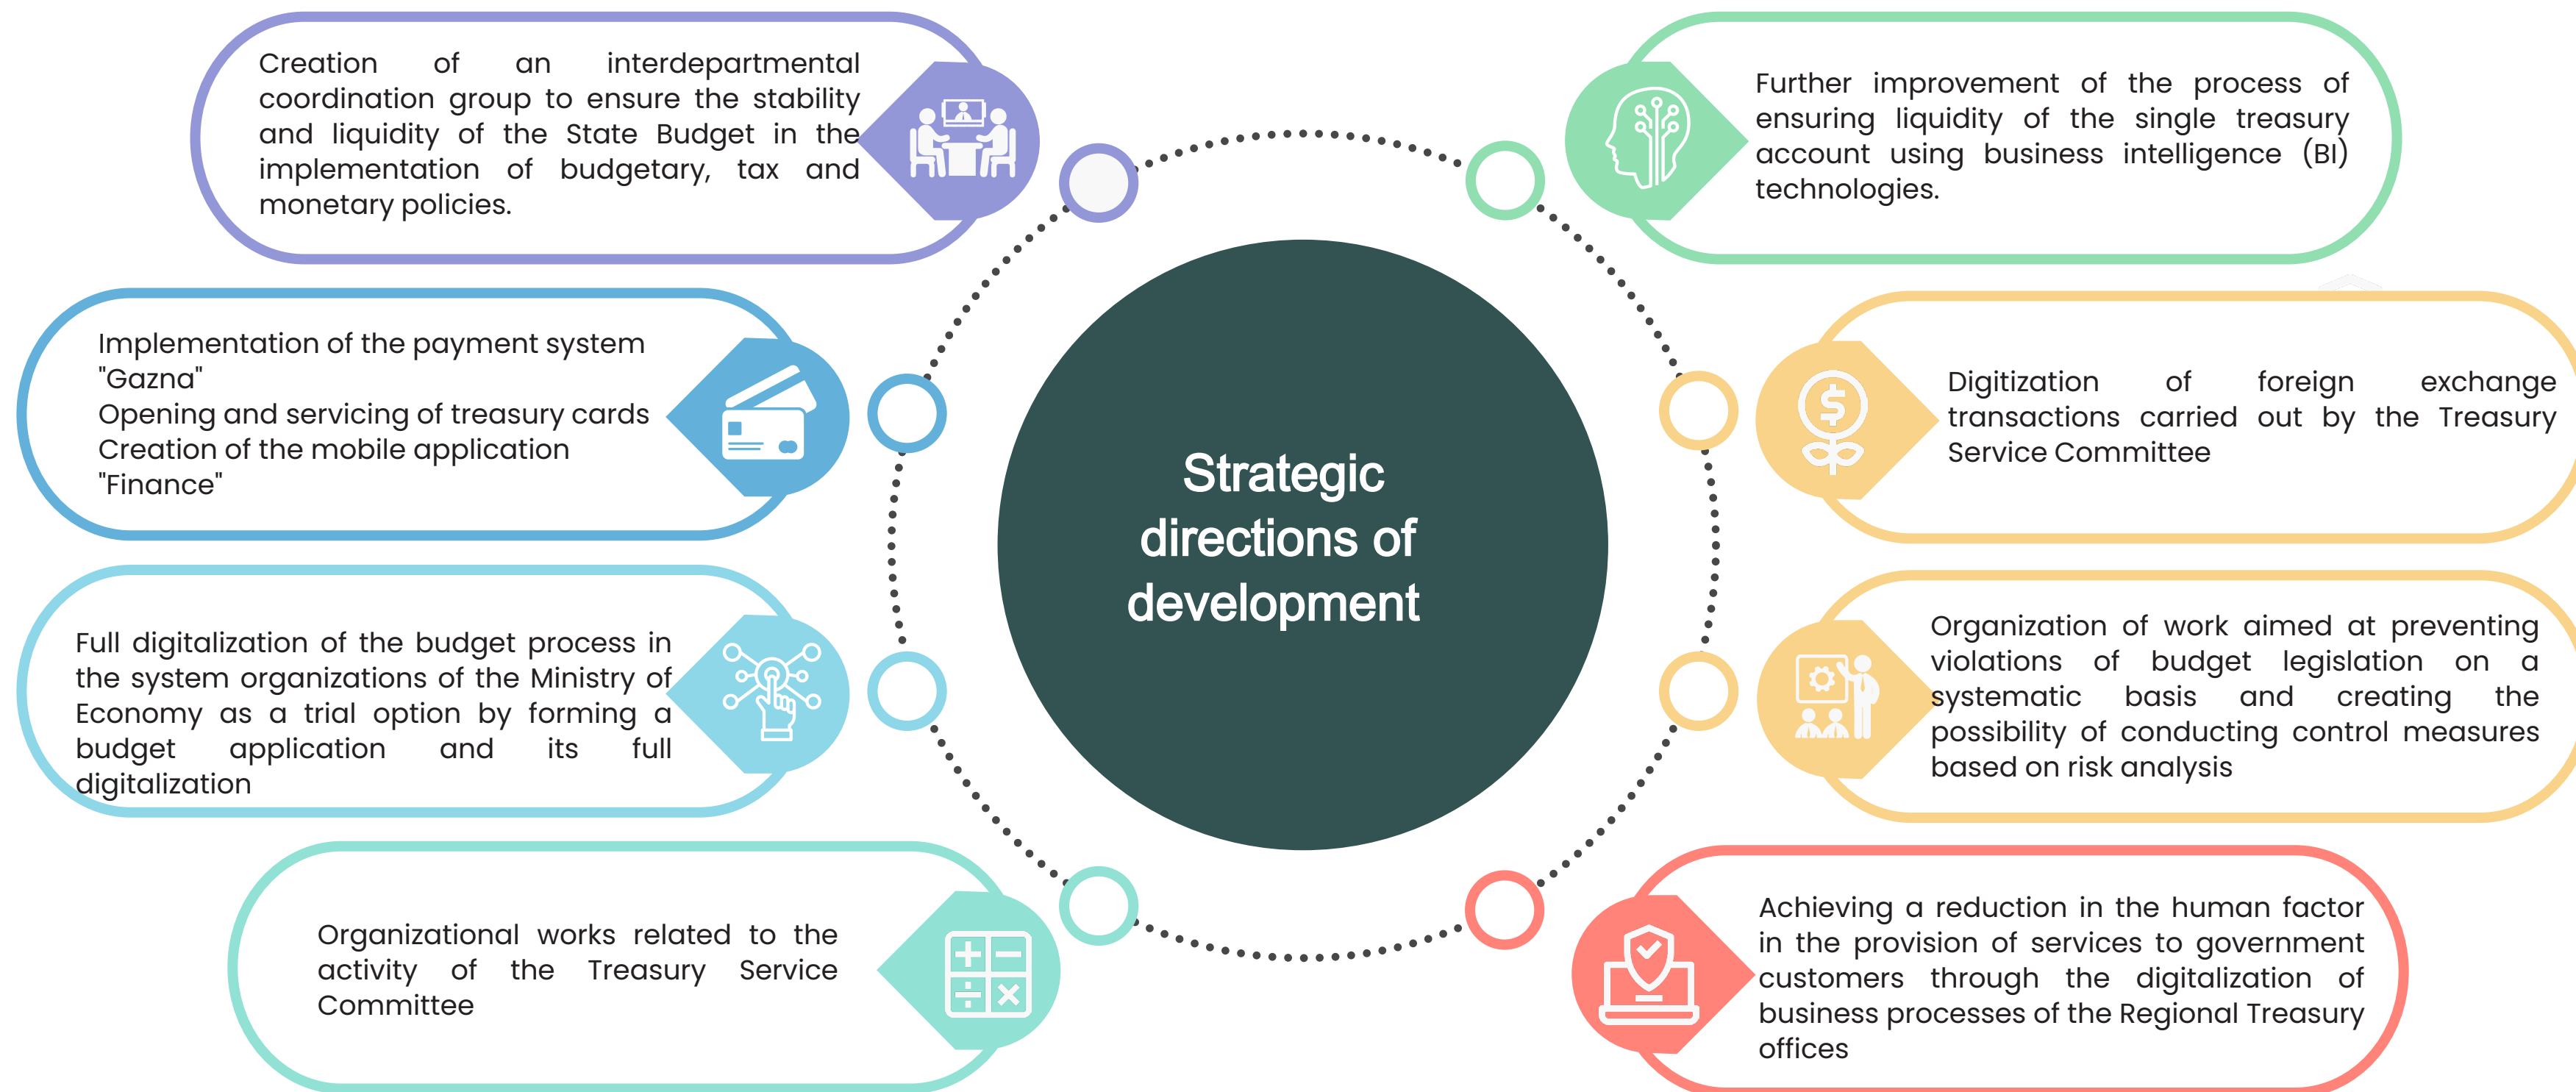 Creation of an interdepartmental
coordination group to ensure the stability
and liquidity of the State Budget in the
implementation of budgetary, tax and
monetary policies.
Implementation of the payment system
"Gazna"
Opening and servicing of treasury cards
Creation of the mobile application
"Finance"
Full digitalization of the budget process in
the system organizations of the Ministry of
Economy as a trial option by forming a
budget application and its full
digitalization
Organizational works related to the
activity of the Treasury Service
Committee
Strategic
directions of
development
Further improvement of the process of
ensuring liquidity of the single treasury
account using business intelligence (BI)
technologies.
Digitization of foreign exchange
transactions carried out by the Treasury
Service Committee
Organization of work aimed at preventing
violations of budget legislation on a
systematic basis and creating the
possibility of conducting control measures
based on risk analysis
Achieving a reduction in the human factor
in the provision of services to government
customers through the digitalization of
business processes of the Regional Treasury
offices